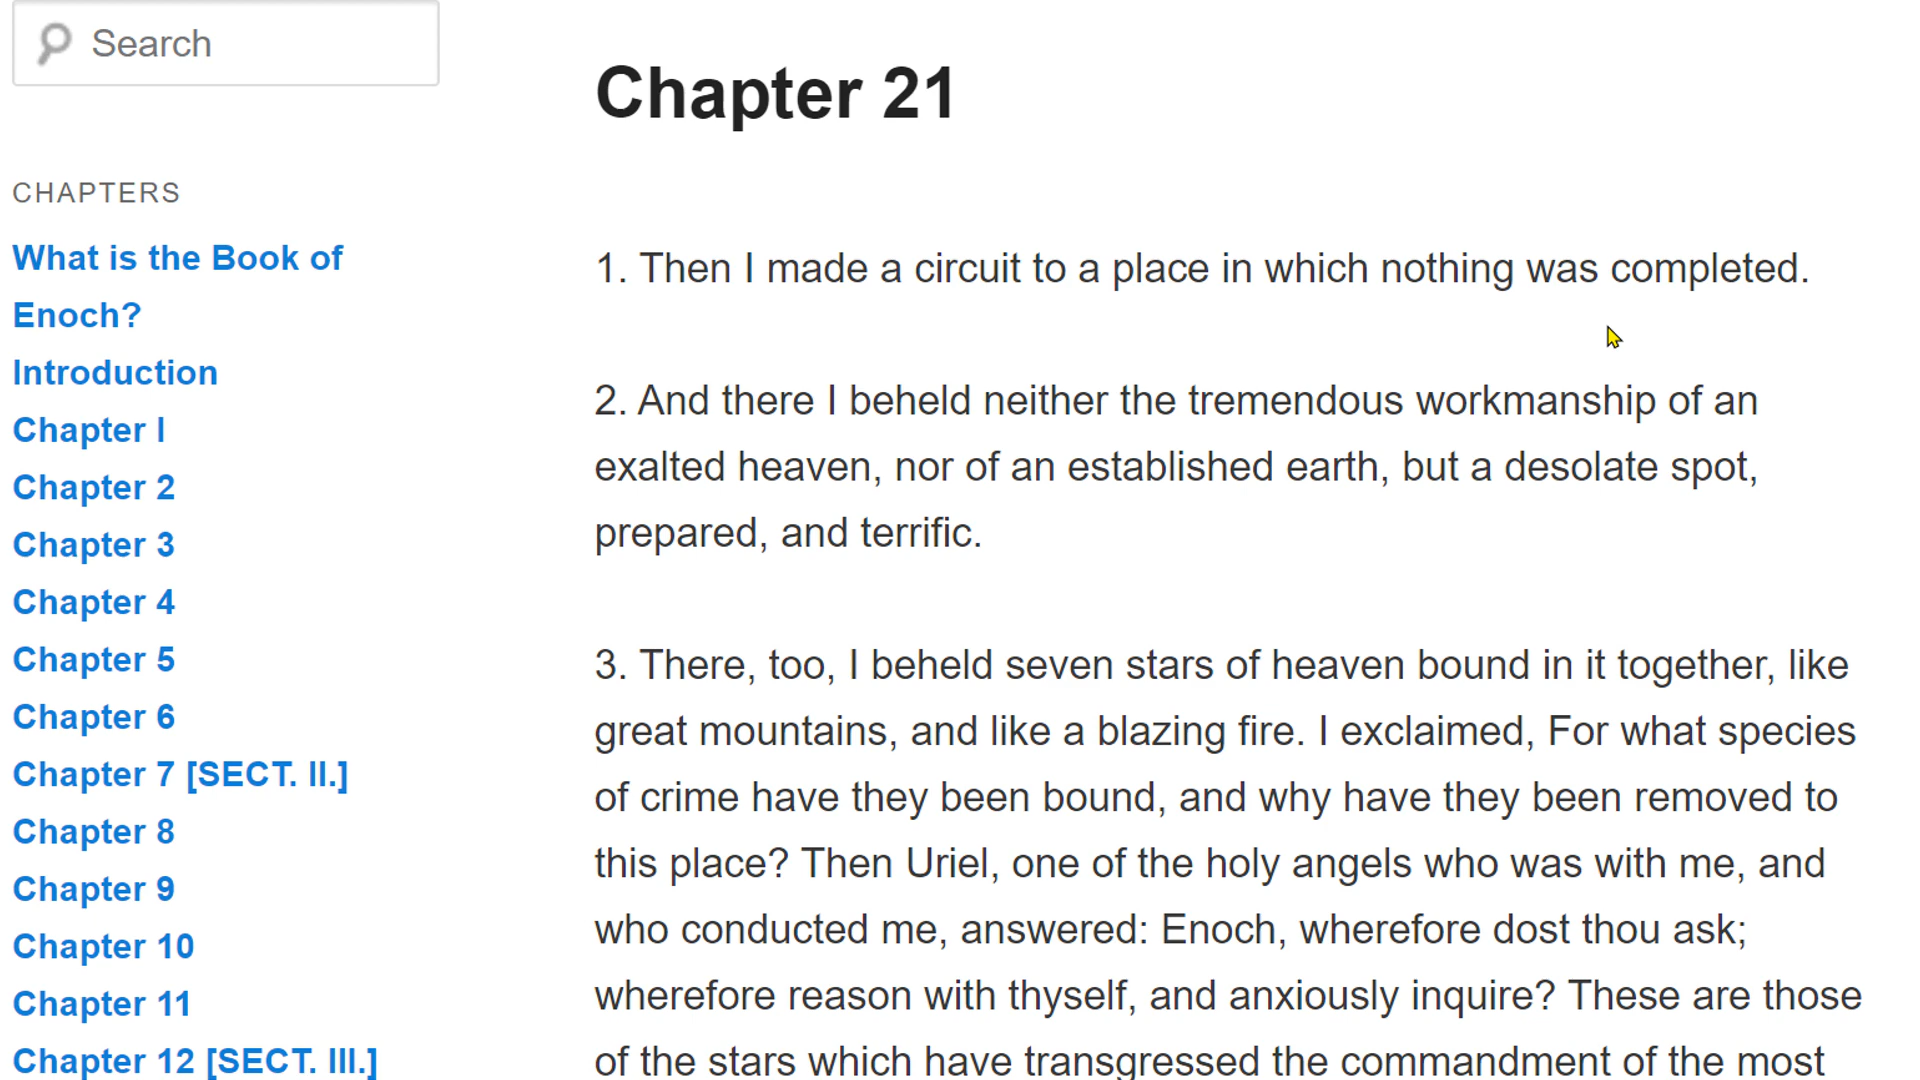 Search
CHAPTERS
What is the Book of
Enoch?
Introduction
Chapter I
Chapter 2
Chapter 3
Chapter 4
Chapter 5
Chapter 6
Chapter 7 [SECT. II.]
Chapter 8
Chapter 9
Chapter 10
Chapter 11
Chapter 12 [SECT. III.]
Chapter 21
1. Then I made a circuit to a place in which nothing was completed.
2. And there I beheld neither the tremendous workmanship of an
exalted heaven, nor of an established earth, but a desolate spot,
prepared, and terrific.
3. There, too, I beheld seven stars of heaven bound in it together, like
great mountains, and like a blazing fire. I exclaimed, For what species
of crime have they been bound, and why have they been removed to
this place? Then Uriel, one of the holy angels who was with me, and
who conducted me, answered: Enoch, wherefore dost thou ask;
wherefore reason with thyself, and anxiously inquire? These are those
of the stars which have transgressed the commandment of the most